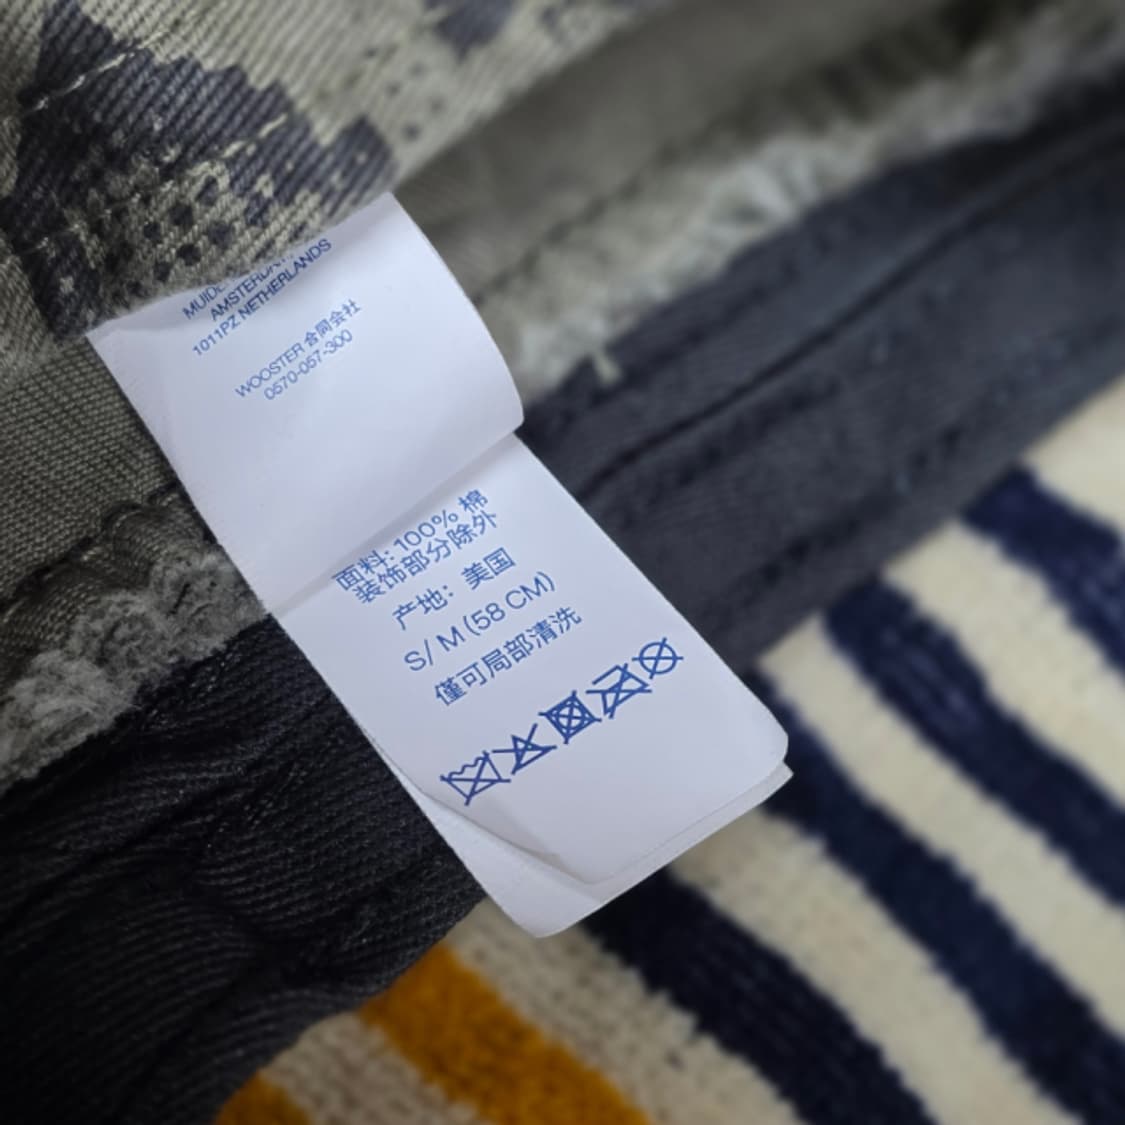 AMSTERDAM
1011PZ NETHERLANDS
WOOSTER 合同会社
0570-057-300
面料: 100% 棉
装饰部分除外
产地: 美国
S/ M (58 CM)
僅可局部清洗